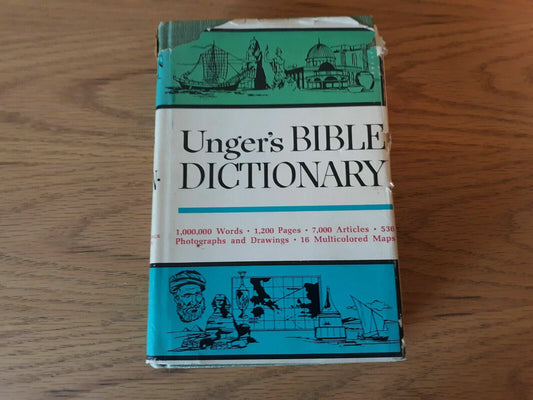 Unger's BIBLE
DICTIONARY
1,000,000 Words • 1,200 Pages • 7,000 Articles • 536
Photographs and Drawings • 16 Multicolored Maps